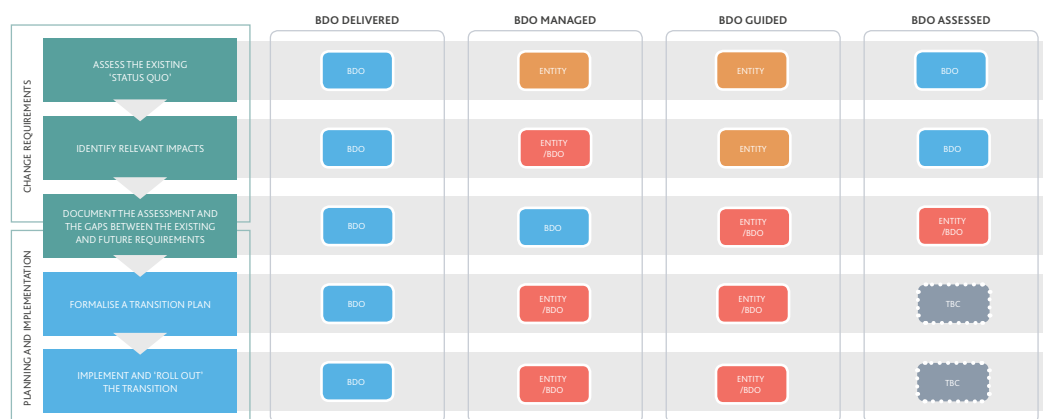 BDO DELIVERED
BDO MANAGED
BDO GUIDED
BDO ASSESSED
CHANGE REQUIREMENTS
ASSESS THE EXISTING
'STATUS QUO'
BDO
ENTITY
ENTITY
BDO
IDENTIFY RELEVANT IMPACTS
BDO
ENTITY
/BDO
ENTITY
BDO
DOCUMENT THE ASSESSMENT AND
THE GAPS BETWEEN THE EXISTING
AND FUTURE REQUIREMENTS
BDO
BDO
ENTITY
/BDO
ENTITY
/BDO
PLANNING AND IMPLEMENTATION
FORMALISE A TRANSITION PLAN
BDO
ENTITY
/BDO
ENTITY
/BDO
TBC
IMPLEMENT AND 'ROLL OUT'
THE TRANSITION
BDO
ENTITY
/BDO
ENTITY
/BDO
TBC